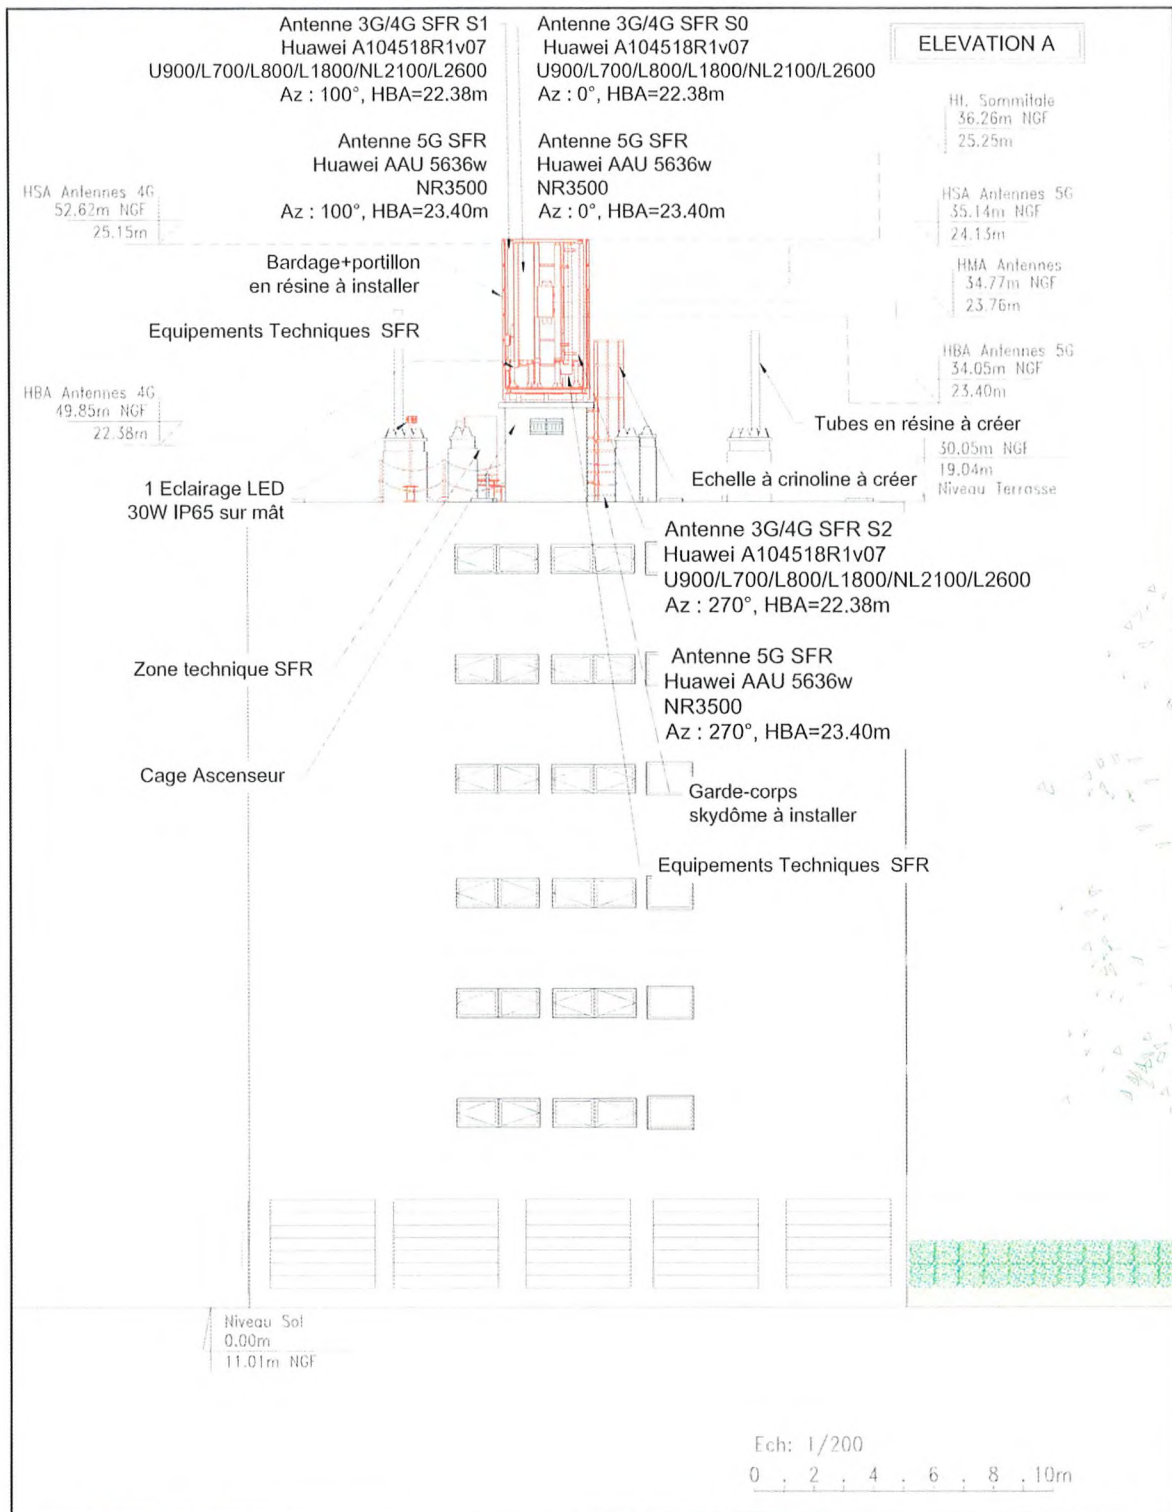 Antenne 3G/4G SFR S1
Huawei A104518R1v07
U900/L700/L800/L1800/NL2100/L2600
Az : 100°, HBA=22.38m
Antenne 3G/4G SFR S0
Huawei A104518R1v07
U900/L700/L800/L1800/NL2100/L2600
Az : 0°, HBA=22.38m
ELEVATION A
Ht. Sommitale
36.26m NGF
25.25m
Antenne 5G SFR
Huawei AAU 5636w
NR3500
Az : 100°, HBA=23.40m
Antenne 5G SFR
Huawei AAU 5636w
NR3500
Az : 0°, HBA=23.40m
HSA Antennes 4G
52.62m NGF
25.15m
HSA Antennes 5G
35.14m NGF
24.13m
Bardage+portillon
en résine à installer
HMA Antennes
34.77m NGF
23.76m
Equipements Techniques SFR
HBA Antennes 5G
34.05m NGF
23.40m
HBA Antennes 4G
49.85m NGF
22.38m
Tubes en résine à créer
30.05m NGF
19.04m
Niveau Terrasse
Echelle à crinoline à créer
1 Eclairage LED
30W IP65 sur mât
Antenne 3G/4G SFR S2
Huawei A104518R1v07
U900/L700/L800/L1800/NL2100/L2600
Az : 270°, HBA=22.38m
Zone technique SFR
Antenne 5G SFR
Huawei AAU 5636w
NR3500
Az : 270°, HBA=23.40m
Cage Ascenseur
Garde-corps
skydôme à installer
Equipements Techniques SFR
Niveau Sol
0.00m
11.01m NGF
Ech: 1/200
0 . 2 . 4 . 6 . 8 . 10m